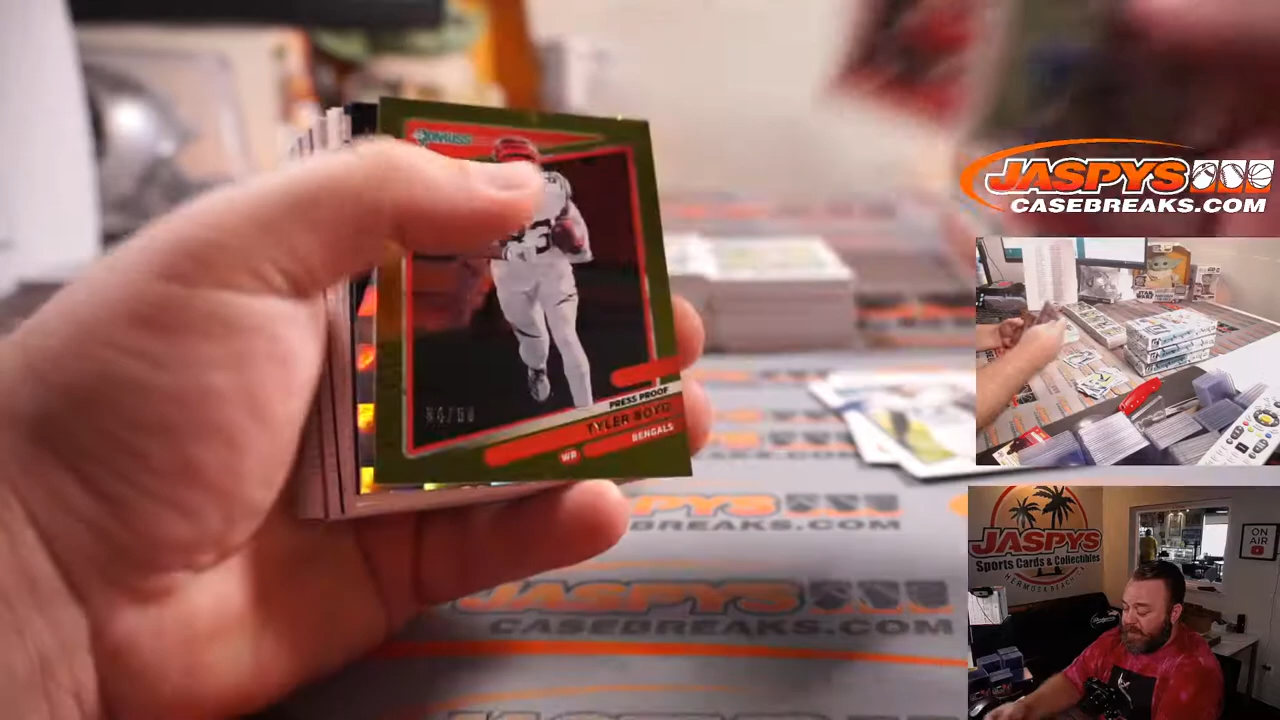 DONRUSS
PRESS PROOF
TYLER BOYD
BENGALS
WR
JASPYS
CASEBREAKS.COM
JASPYS
CASEBREAKS.COM
ON
AIR
JASPYS
Sports Cards & Collectibles
HERMOSA BEACH